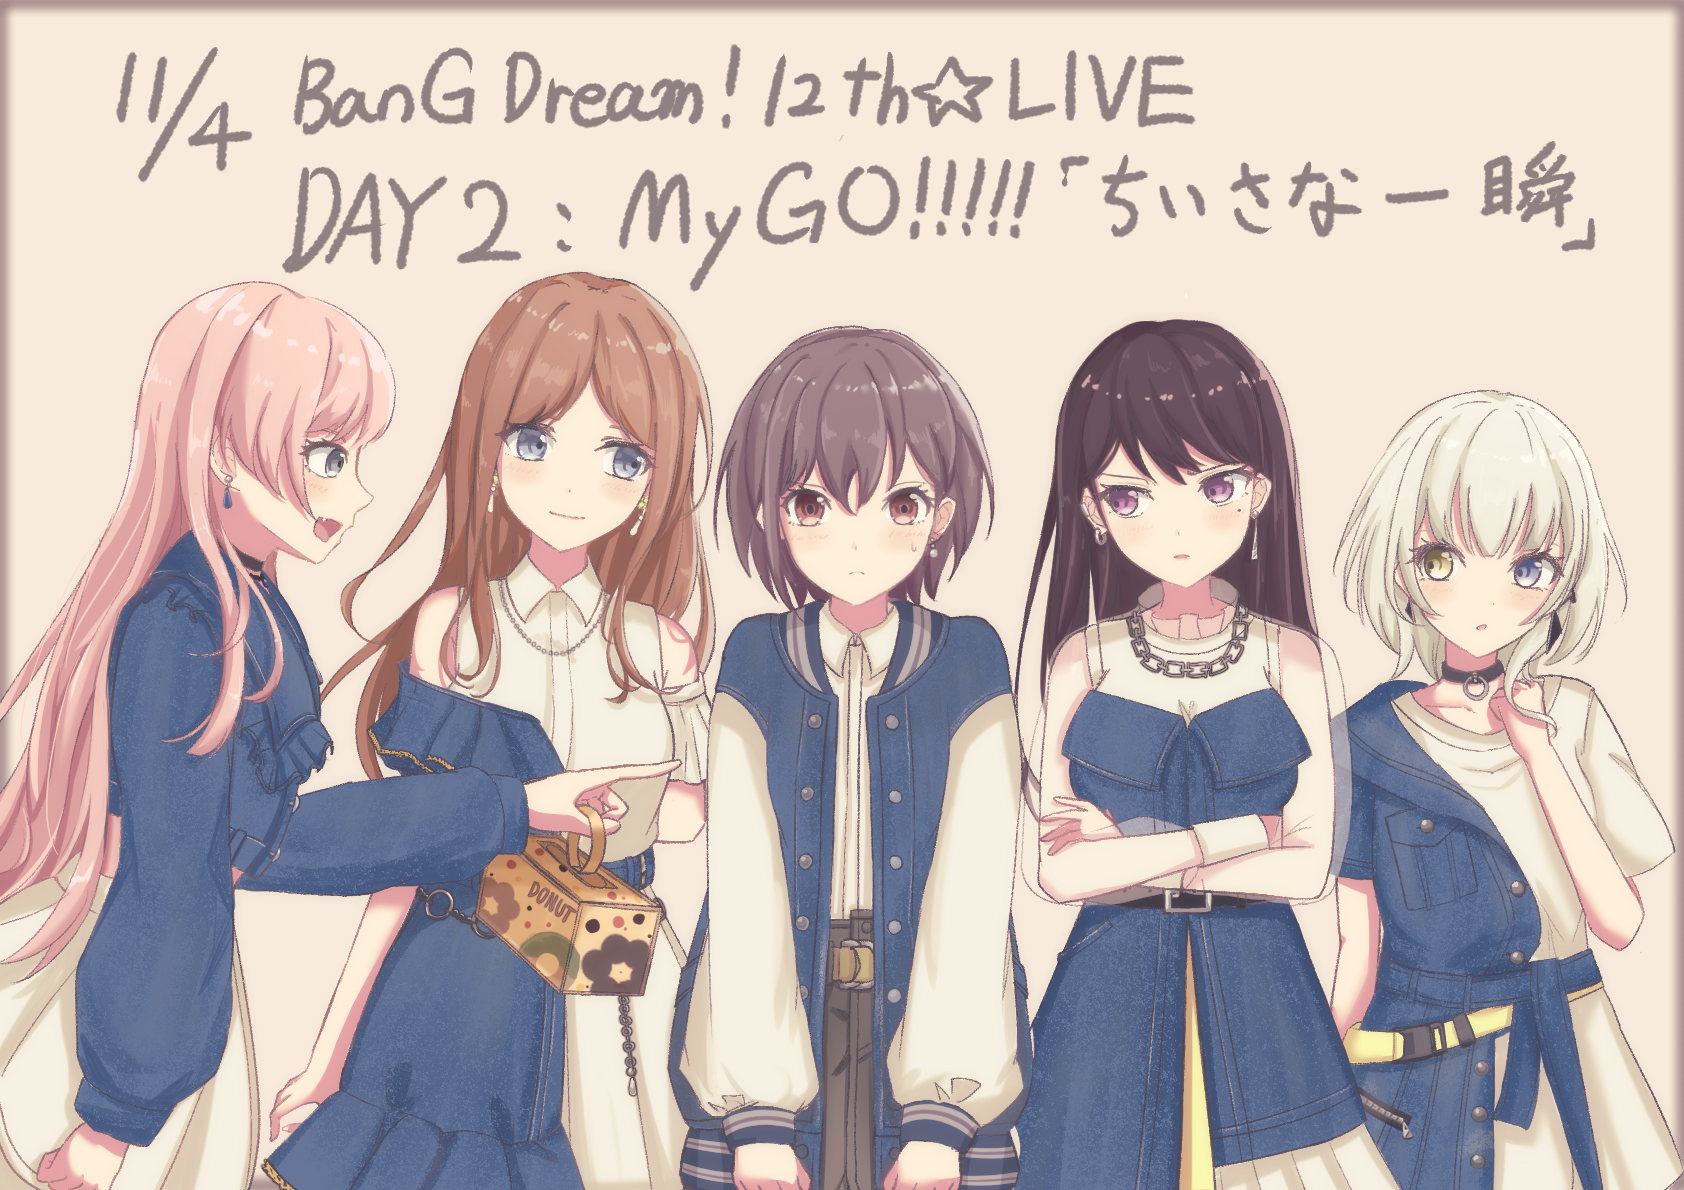 11/4 BanG Dream! 12th☆LIVE
DAY2: MyGO!!!!!「ちいさな一瞬」
DONUT